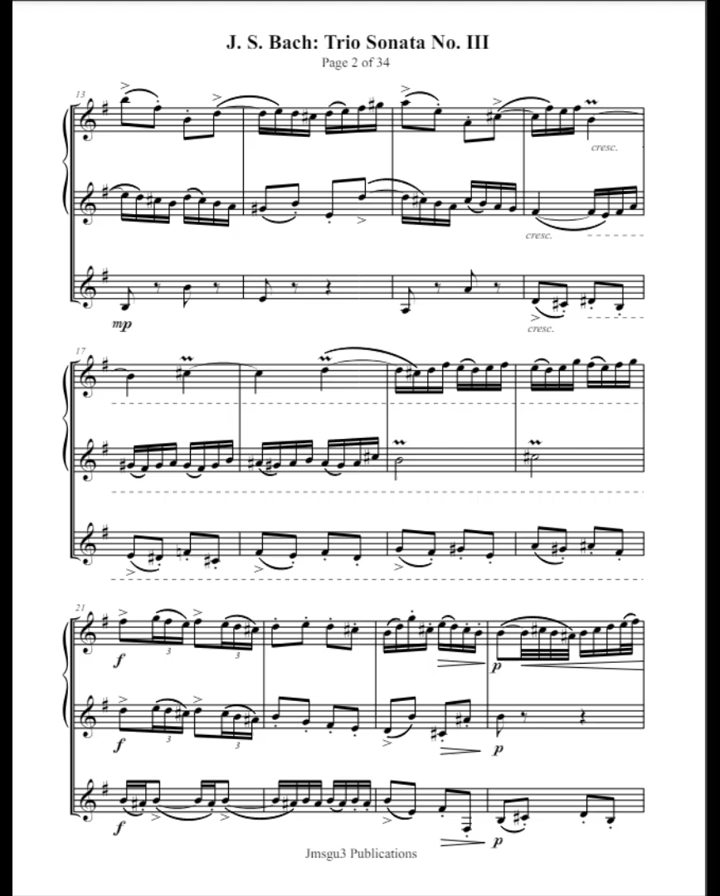 J. S. Bach: Trio Sonata No. III
Page 2 of 34
13
cresc.
cresc.
mp
cresc.
17
21
f
3
3
p
f
3
3
p
f
p
Jmsgu3 Publications